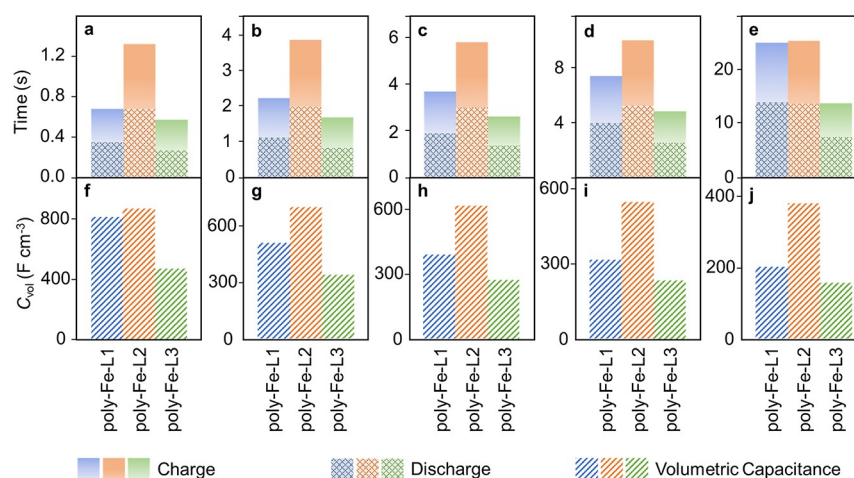 a
b
c
d
e
Time (s)
1.2
0.8
0.4
0.0
4
3
2
1
0
6
4
2
0
8
4
20
10
0
f
g
h
i
j
Cvol (F cm-3)
800
400
0
600
300
0
600
300
0
600
300
0
400
200
0
poly-Fe-L1
poly-Fe-L2
poly-Fe-L3
poly-Fe-L1
poly-Fe-L2
poly-Fe-L3
poly-Fe-L1
poly-Fe-L2
poly-Fe-L3
poly-Fe-L1
poly-Fe-L2
poly-Fe-L3
poly-Fe-L1
poly-Fe-L2
poly-Fe-L3
Charge
Discharge
Volumetric Capacitance